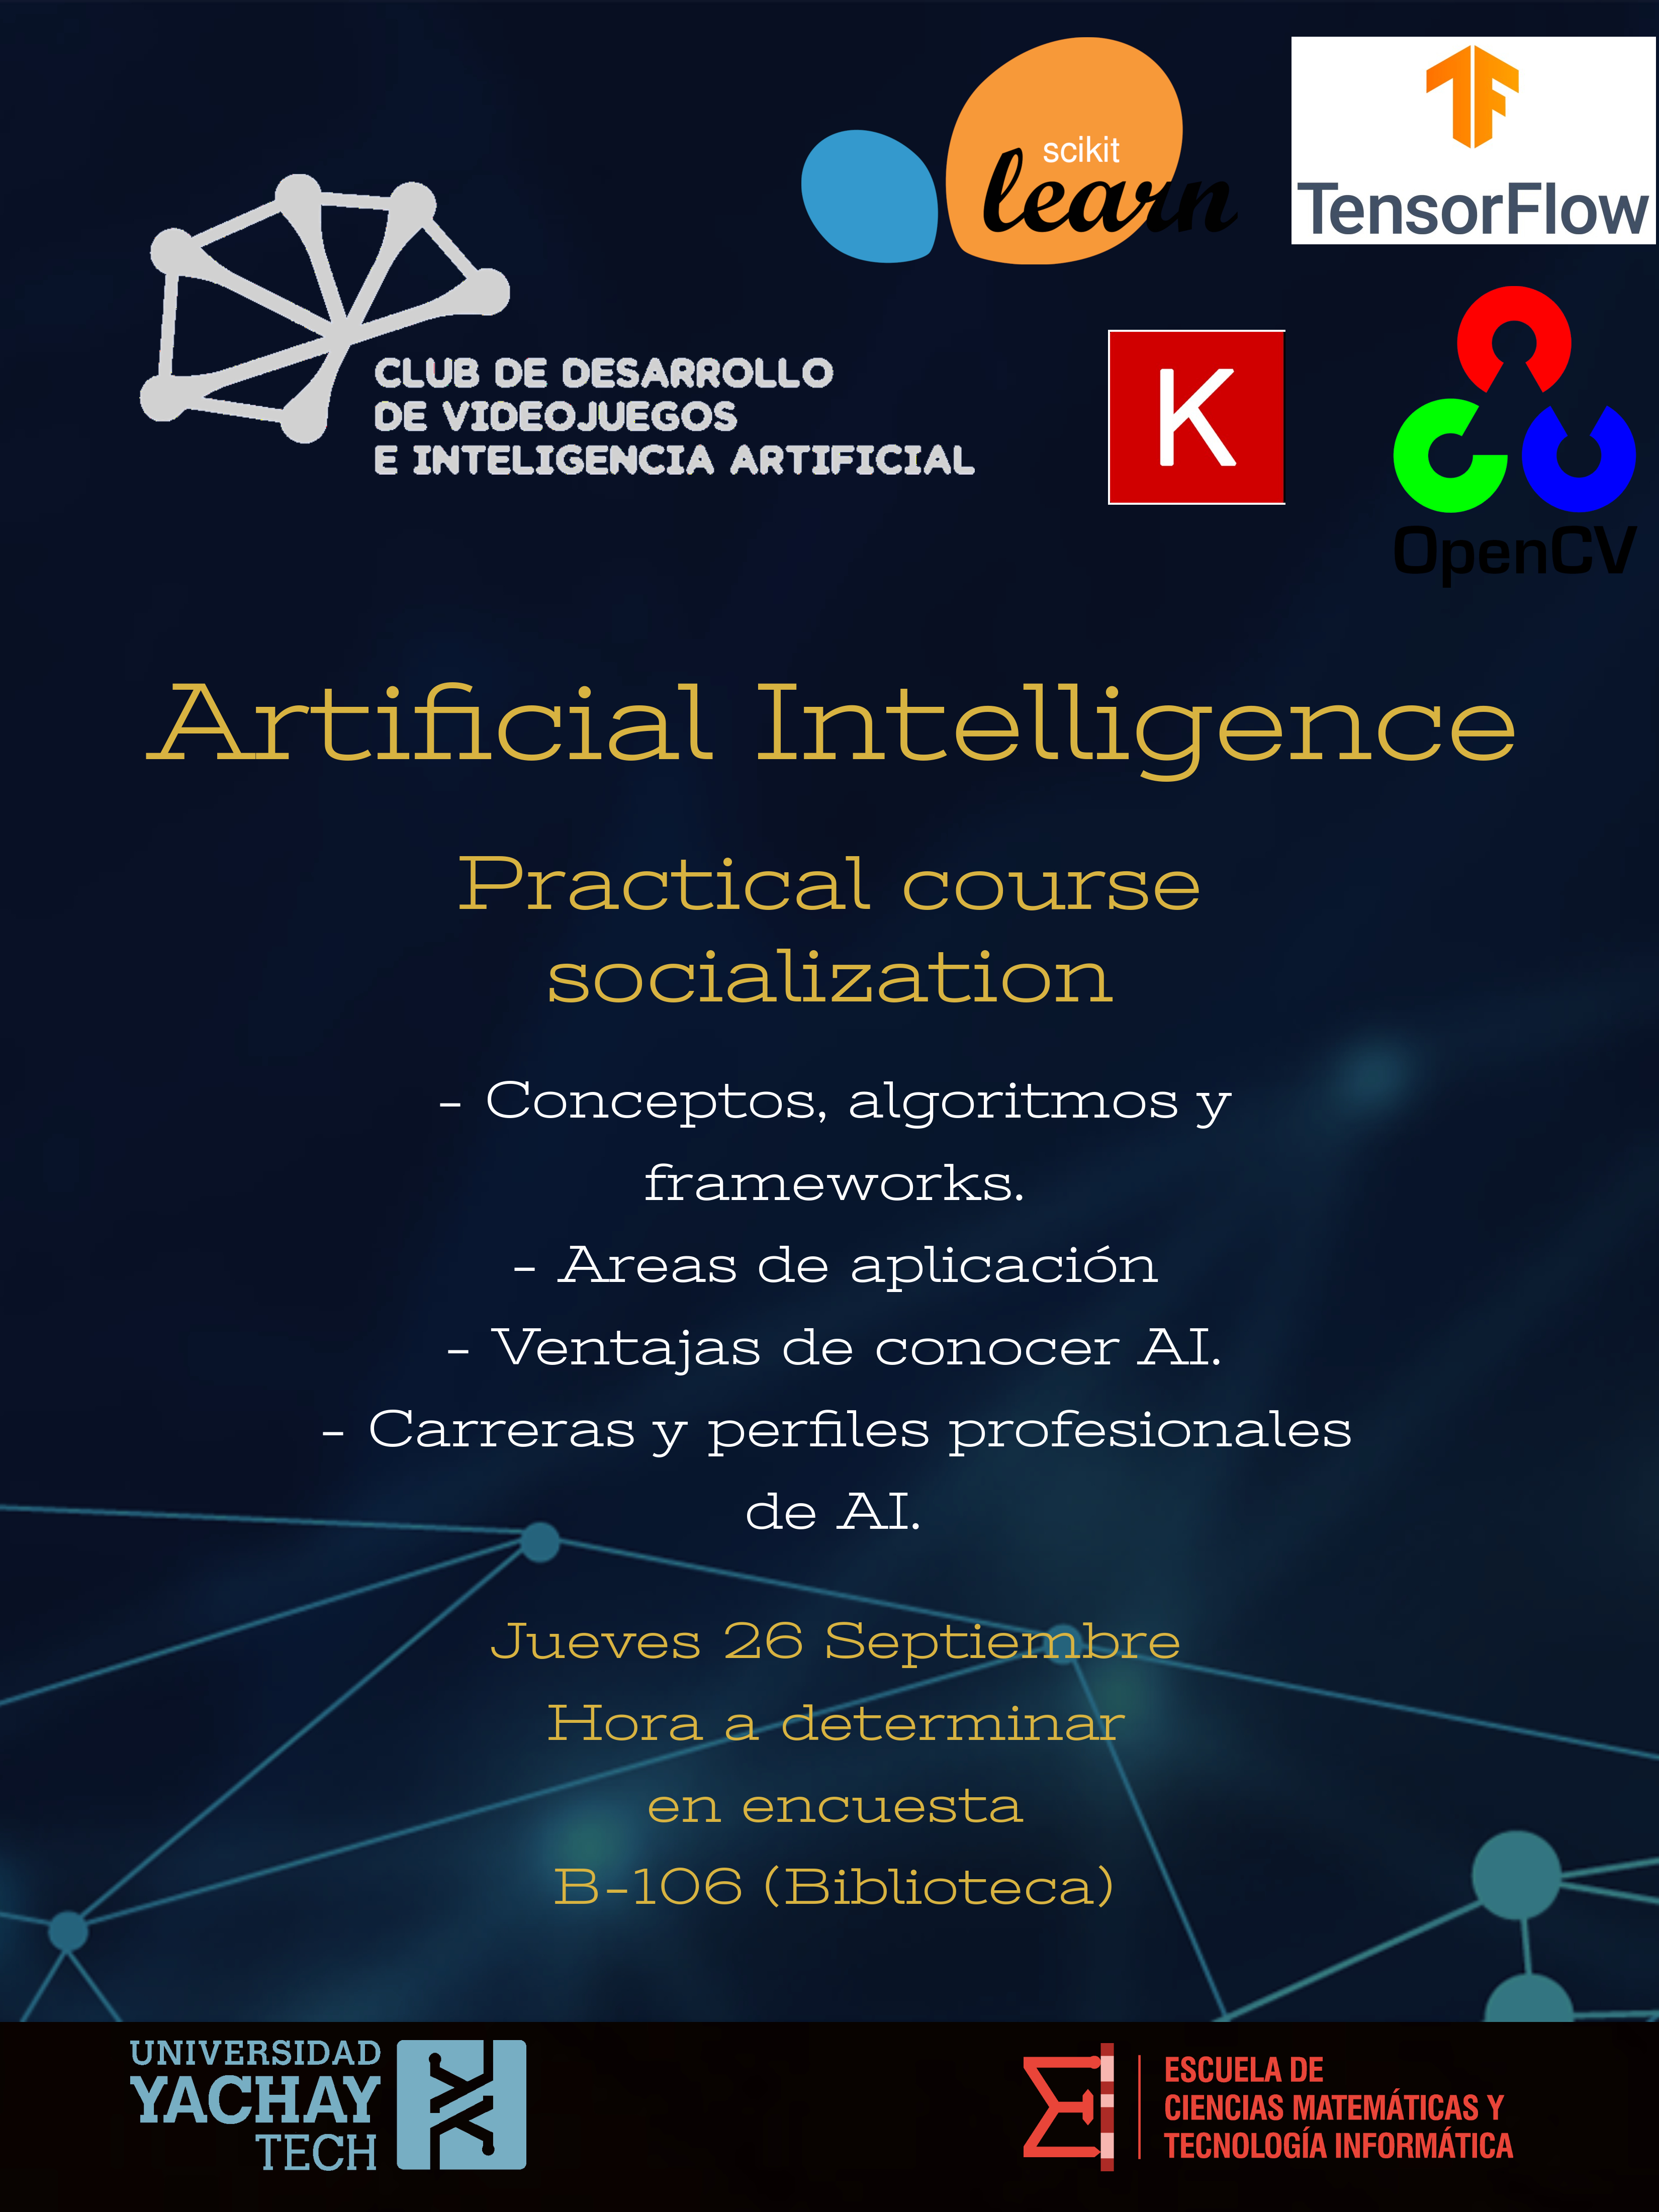 scikit
learn
TensorFlow
CLUB DE DESARROLLO
DE VIDEOJUEGOS
E INTELIGENCIA ARTIFICIAL
K
OpenCV
Artificial Intelligence
Practical course
socialization
- Conceptos, algoritmos y
frameworks.
- Areas de aplicación
- Ventajas de conocer AI.
- Carreras y perfiles profesionales
de AI.
Jueves 26 Septiembre
Hora a determinar
en encuesta
B-106 (Biblioteca)
UNIVERSIDAD
YACHAY
TECH
ESCUELA DE
CIENCIAS MATEMÁTICAS Y
TECNOLOGÍA INFORMÁTICA